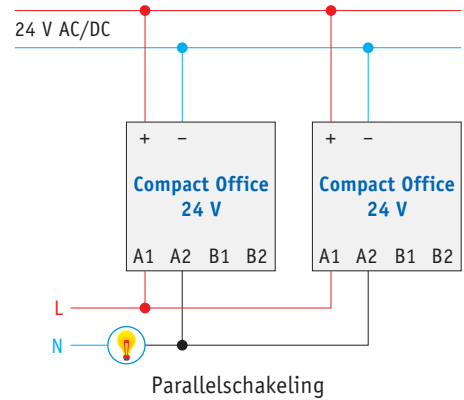 24 V AC/DC
+ – + –
Compact Office Compact Office
24 V 24 V
A1 A2 B1 B2 A1 A2 B1 B2
L
N
Parallelschakeling